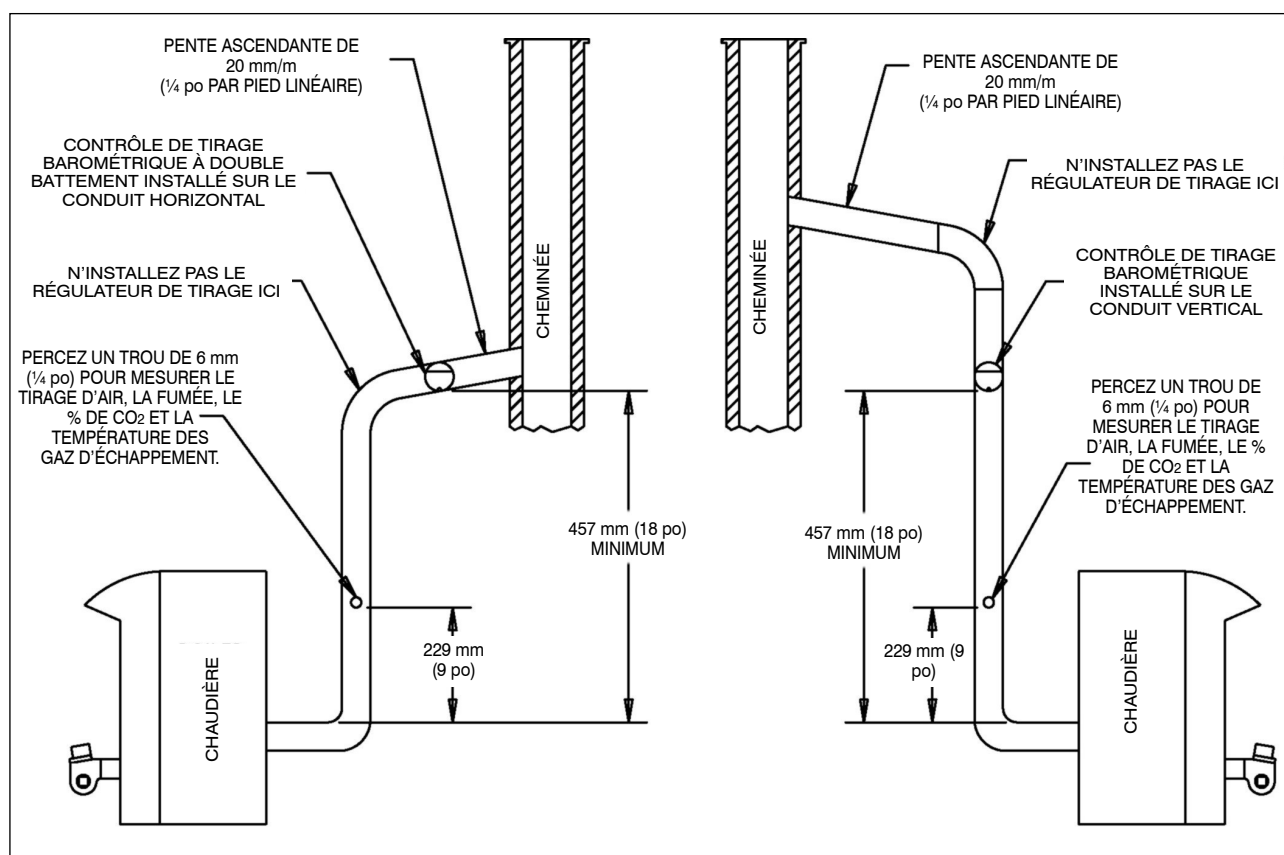 PENTE ASCENDANTE DE
20 mm/m
(¼ po PAR PIED LINÉAIRE)
CONTRÔLE DE TIRAGE
BAROMÉTRIQUE À DOUBLE
BATTEMENT INSTALLÉ SUR LE
CONDUIT HORIZONTAL
N'INSTALLEZ PAS LE
RÉGULATEUR DE TIRAGE ICI
PERCEZ UN TROU DE 6 mm
(¼ po) POUR MESURER LE
TIRAGE D'AIR, LA FUMÉE, LE
% DE CO2 ET LA
TEMPÉRATURE DES
GAZ D'ÉCHAPPEMENT.
CHEMINÉE
457 mm (18 po)
MINIMUM
229 mm
(9 po)
CHAUDIÈRE
PENTE ASCENDANTE DE
20 mm/m
(¼ po PAR PIED LINÉAIRE)
N'INSTALLEZ PAS LE
RÉGULATEUR DE TIRAGE ICI
CHEMINÉE
CONTRÔLE DE TIRAGE
BAROMÉTRIQUE
INSTALLÉ SUR LE
CONDUIT VERTICAL
PERCEZ UN TROU DE
6 mm (¼ po) POUR
MESURER LE TIRAGE
D'AIR, LA FUMÉE, LE %
DE CO2 ET LA
TEMPÉRATURE DES GAZ
D'ÉCHAPPEMENT.
457 mm (18 po)
MINIMUM
229 mm (9
po)
CHAUDIÈRE